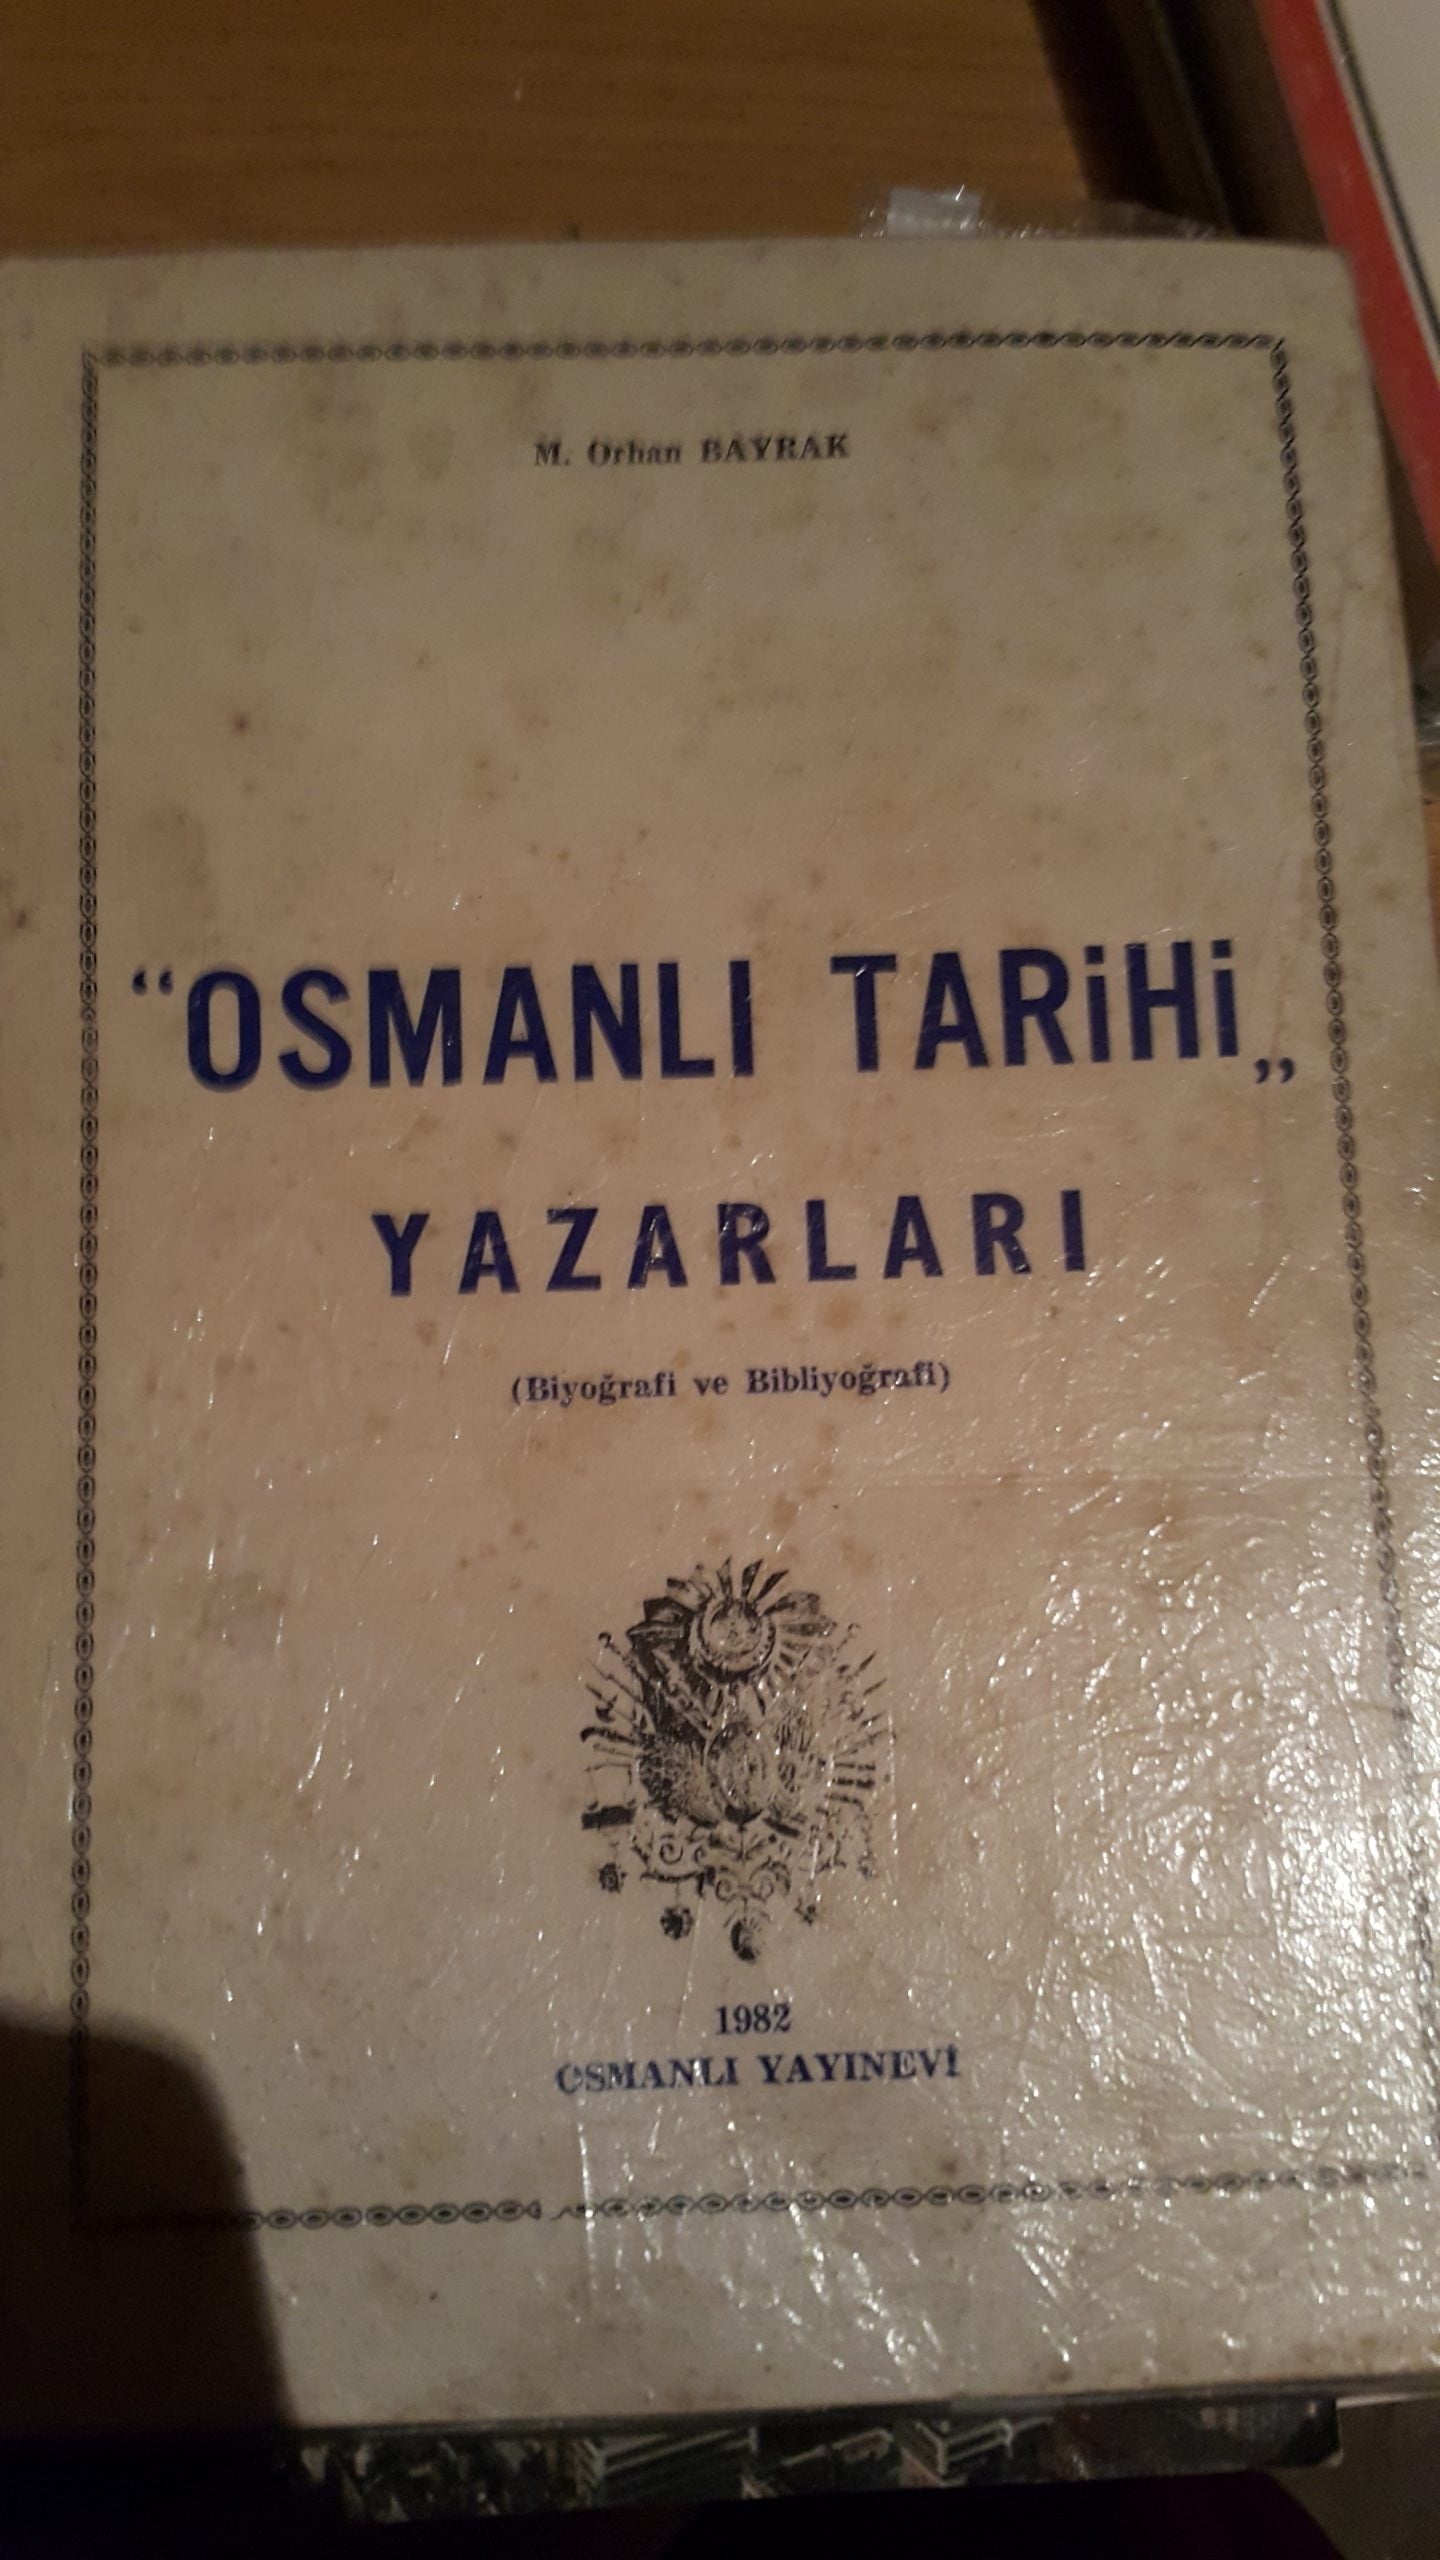 M. Orhan BAYRAK
“OSMANLI TARiHi„
YAZARLARI
(Biyoğrafi ve Bibliyoğrafi)
1982
OSMANLI YAYINEVİ